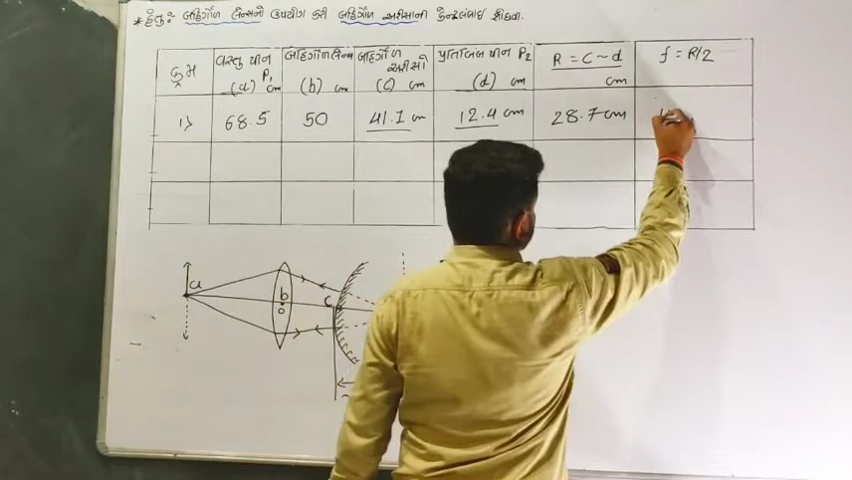 * હેતુ : બહિર્ગોળ લેન્સનો ઉપયોગ કરી બહિર્ગોળ અરીસાની કેન્દ્રલંબાઇ શોધવા.
ક્રમ
વસ્તુ પીન P₁ (a) cm
બહિર્ગોળ લેન્સ (b) cm
બહિર્ગોળ અરીસો (c) cm
પ્રતિબિંબ પીન P₂ (d) cm
R = C ~ d cm
f = R/2
1> 68.5 50 41.1 cm 12.4 cm 28.7 cm
a
b
o
c